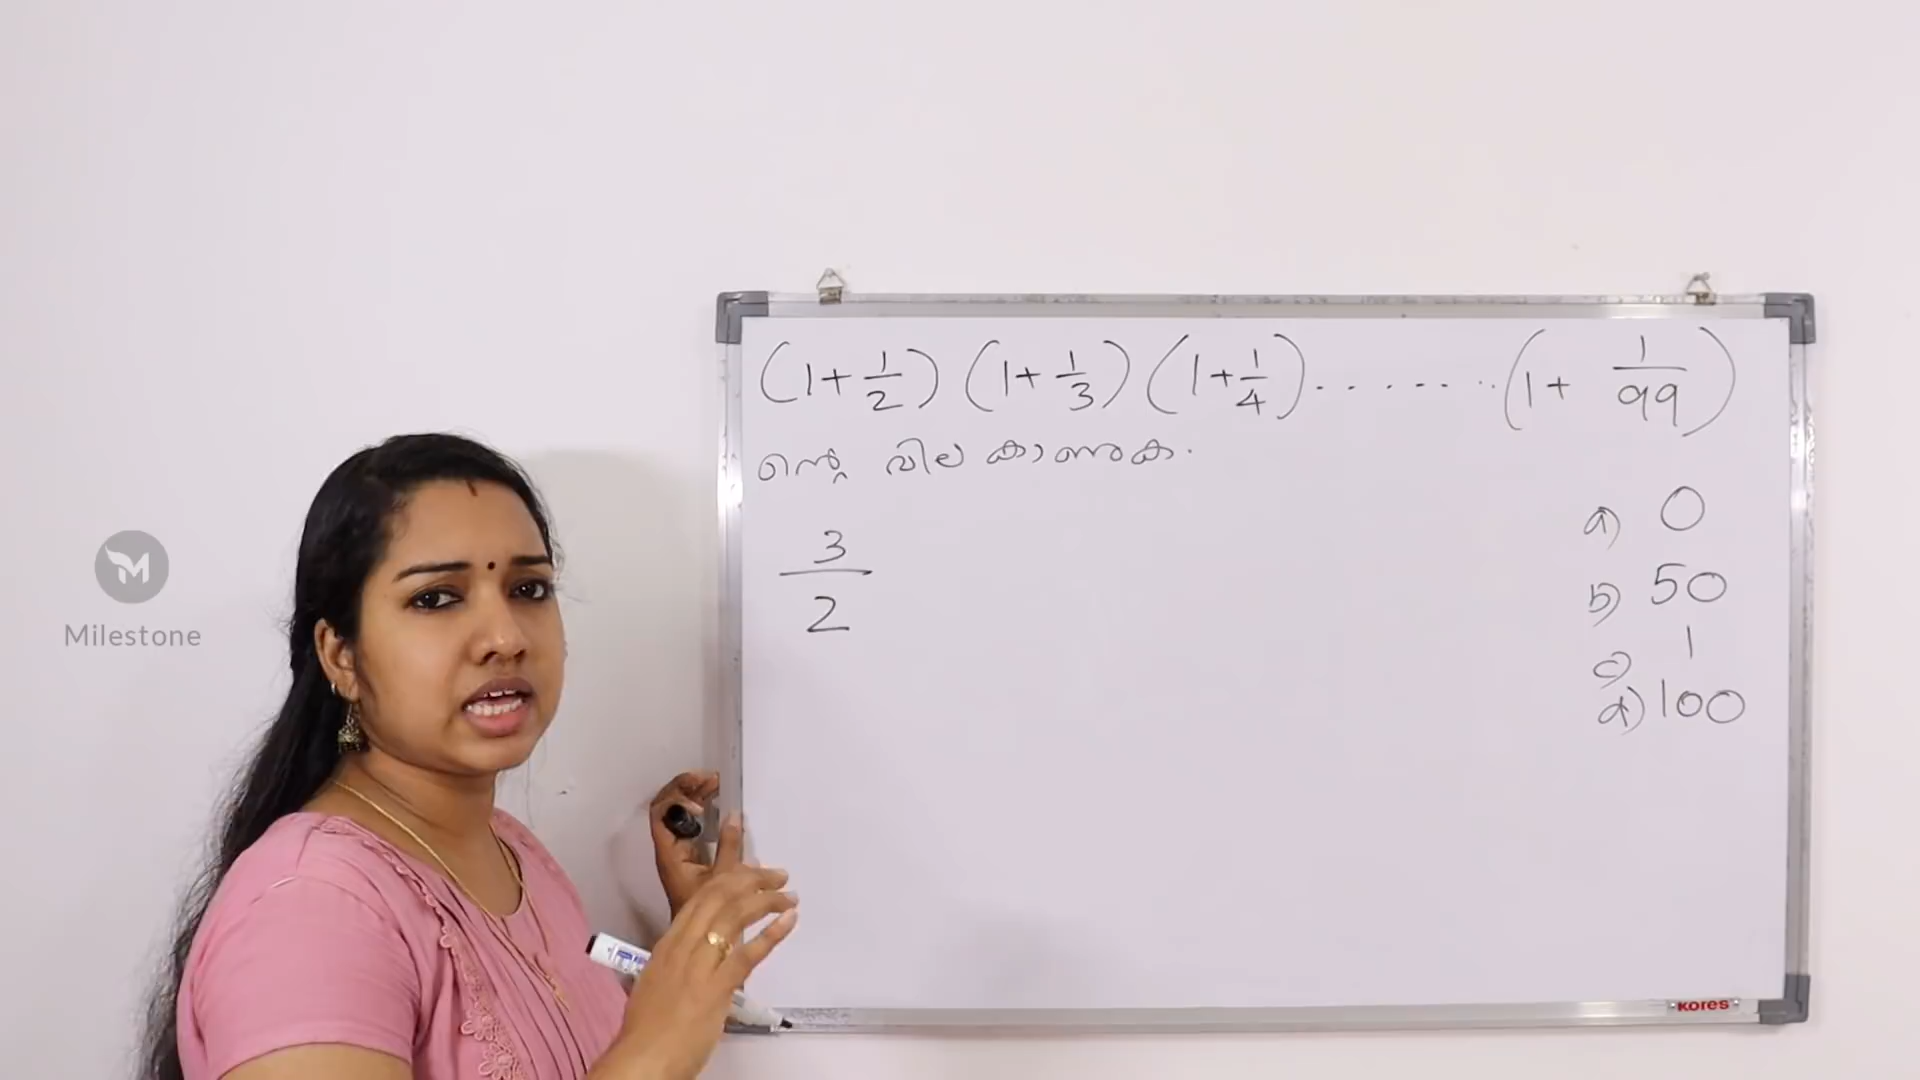 (1 + 1/2) (1 + 1/3) (1 + 1/4) ........ (1 + 1/99)
ന്റെ വില കാണുക.
3/2
a) 0
b) 50
c) 1
d) 100
M
Milestone
KORES